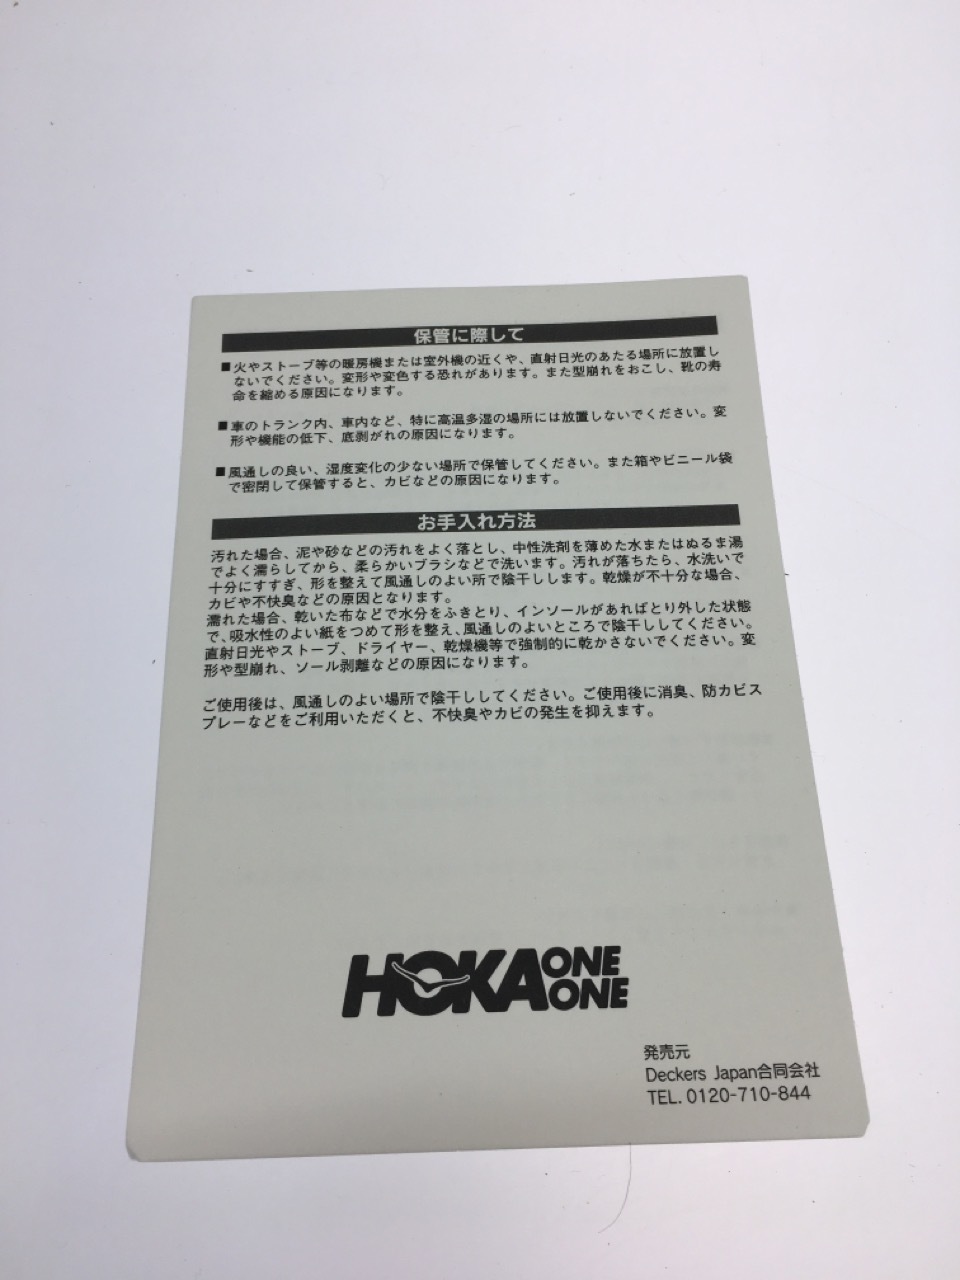 保管に際して
■火やストーブ等の暖房機または室外機の近くや、直射日光のあたる場所に放置し
ないでください。変形や変色する恐れがあります。また型崩れをおこし、靴の寿
命を縮める原因になります。
■車のトランク内、車内など、特に高温多湿の場所には放置しないでください。変
形や機能の低下、底剥がれの原因になります。
■風通しの良い、湿度変化の少ない場所で保管してください。また箱やビニール袋
で密閉して保管すると、カビなどの原因になります。
お手入れ方法
汚れた場合、泥や砂などの汚れをよく落とし、中性洗剤を薄めた水またはぬるま湯
でよく濡らしてから、柔らかいブラシなどで洗います。汚れが落ちたら、水洗いで
十分にすすぎ、形を整えて風通しのよい所で陰干しします。乾燥が不十分な場合、
カビや不快臭などの原因となります。
濡れた場合、乾いた布などで水分をふきとり、インソールがあればとり外した状態
で、吸水性のよい紙をつめて形を整え、風通しのよいところで陰干ししてください。
直射日光やストーブ、ドライヤー、乾燥機等で強制的に乾かさないでください。変
形や型崩れ、ソール剥離などの原因になります。
ご使用後は、風通しのよい場所で陰干ししてください。ご使用後に消臭、防カビス
プレーなどをご利用いただくと、不快臭やカビの発生を抑えます。
HOKA ONE ONE
発売元
Deckers Japan合同会社
TEL. 0120-710-844